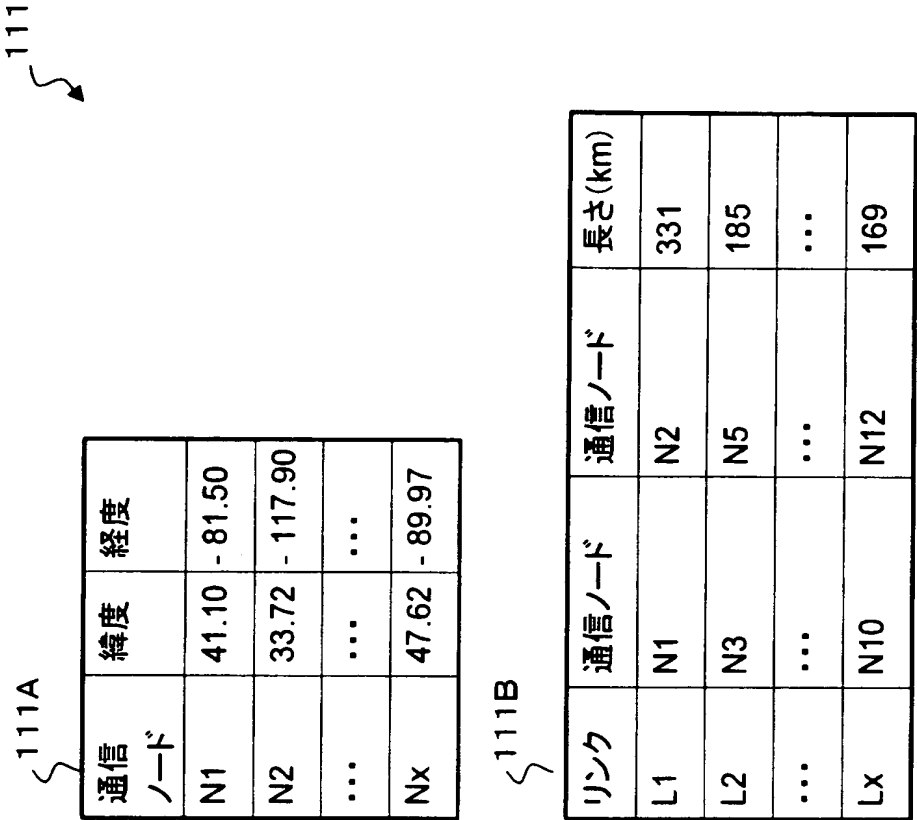 111
111A
通信
ノード 緯度 経度
N1 41.10 - 81.50
N2 33.72 - 117.90
... ... ...
Nx 47.62 - 89.97
111B
リンク 通信ノード 通信ノード 長さ(km)
L1 N1 N2 331
L2 N3 N5 185
... ... ... ...
Lx N10 N12 169